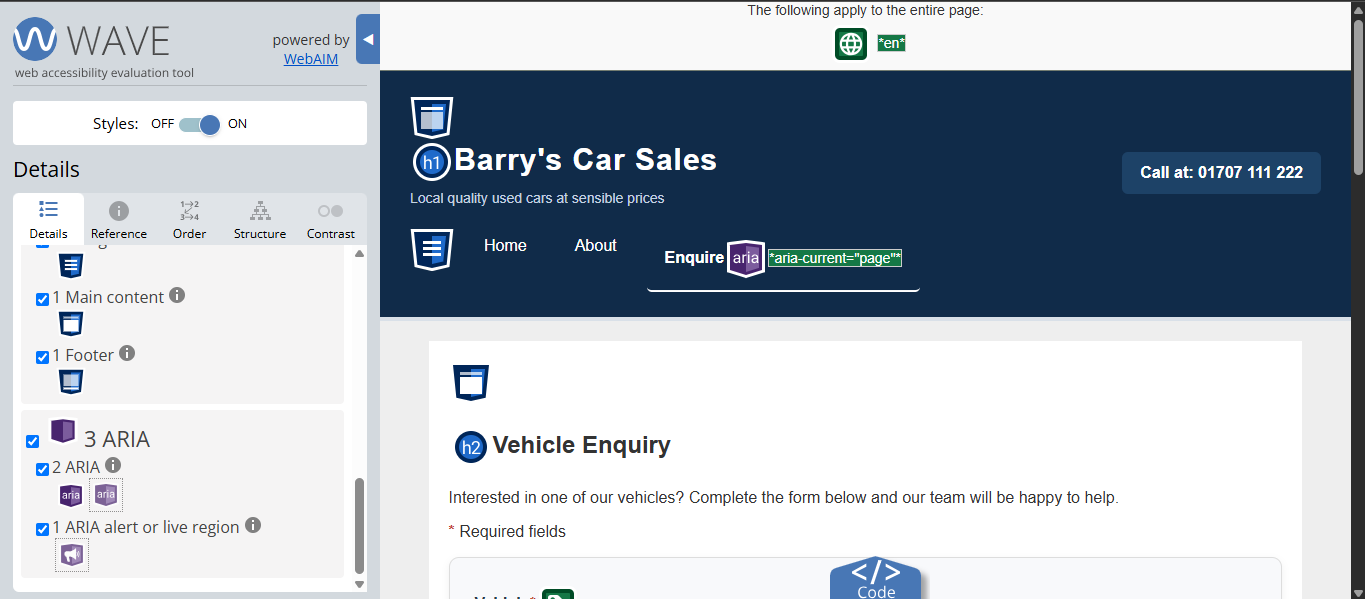 The following apply to the entire page:
*en*
WAVE
web accessibility evaluation tool
powered by
WebAIM
Styles: OFF ON
Details
Details Reference Order Structure Contrast
1 Main content
1 Footer
3 ARIA
2 ARIA
aria aria
1 ARIA alert or live region
h1 Barry's Car Sales
Local quality used cars at sensible prices
Call at: 01707 111 222
Home About Enquire aria *aria-current="page"*
h2 Vehicle Enquiry
Interested in one of our vehicles? Complete the form below and our team will be happy to help.
* Required fields
</> Code